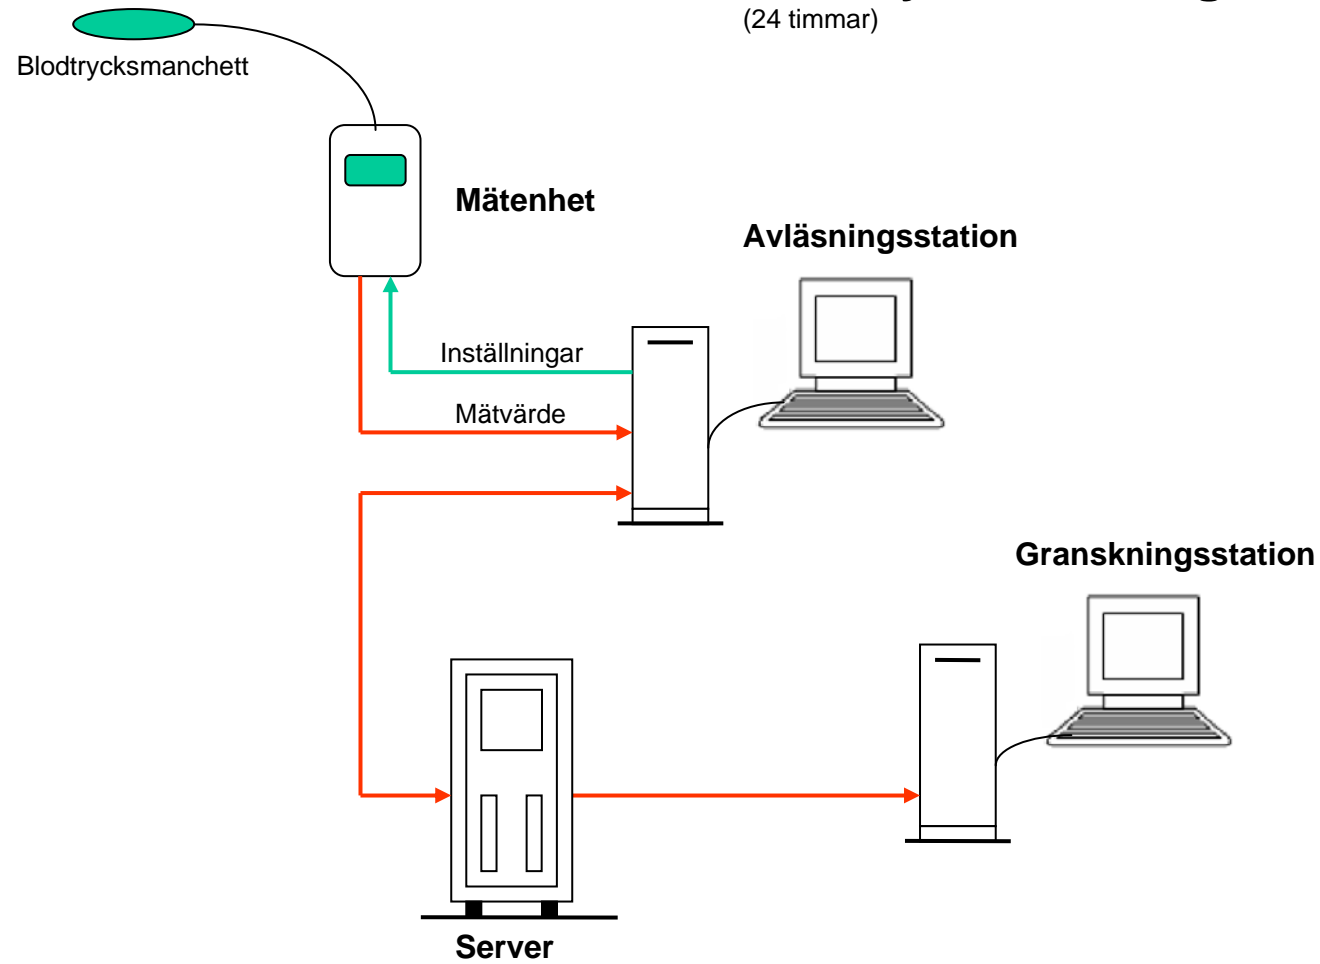 (24 timmar)
Blodtrycksmanchett
Mätenhet
Avläsningsstation
Inställningar
Mätvärde
Granskningsstation
Server